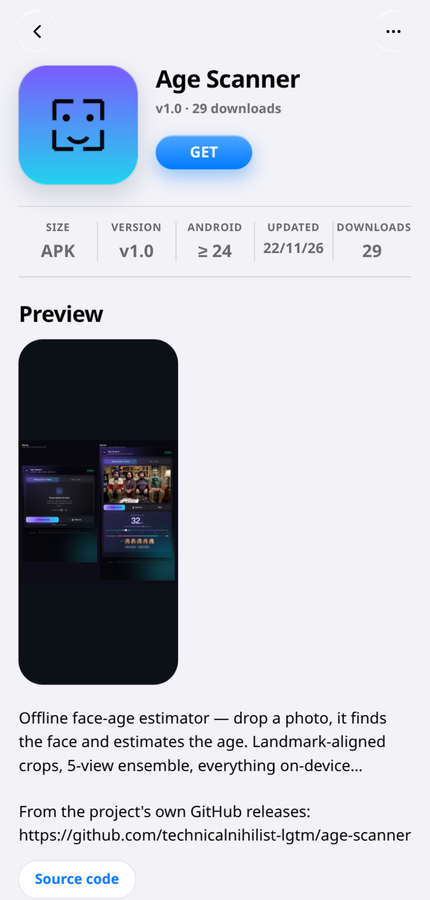 Age Scanner
v1.0 · 29 downloads
GET
SIZE
APK
VERSION
v1.0
ANDROID
≥ 24
UPDATED
22/11/26
DOWNLOADS
29
Preview
32
Offline face-age estimator — drop a photo, it finds
the face and estimates the age. Landmark-aligned
crops, 5-view ensemble, everything on-device...
From the project's own GitHub releases:
https://github.com/technicalnihilist-lgtm/age-scanner
Source code